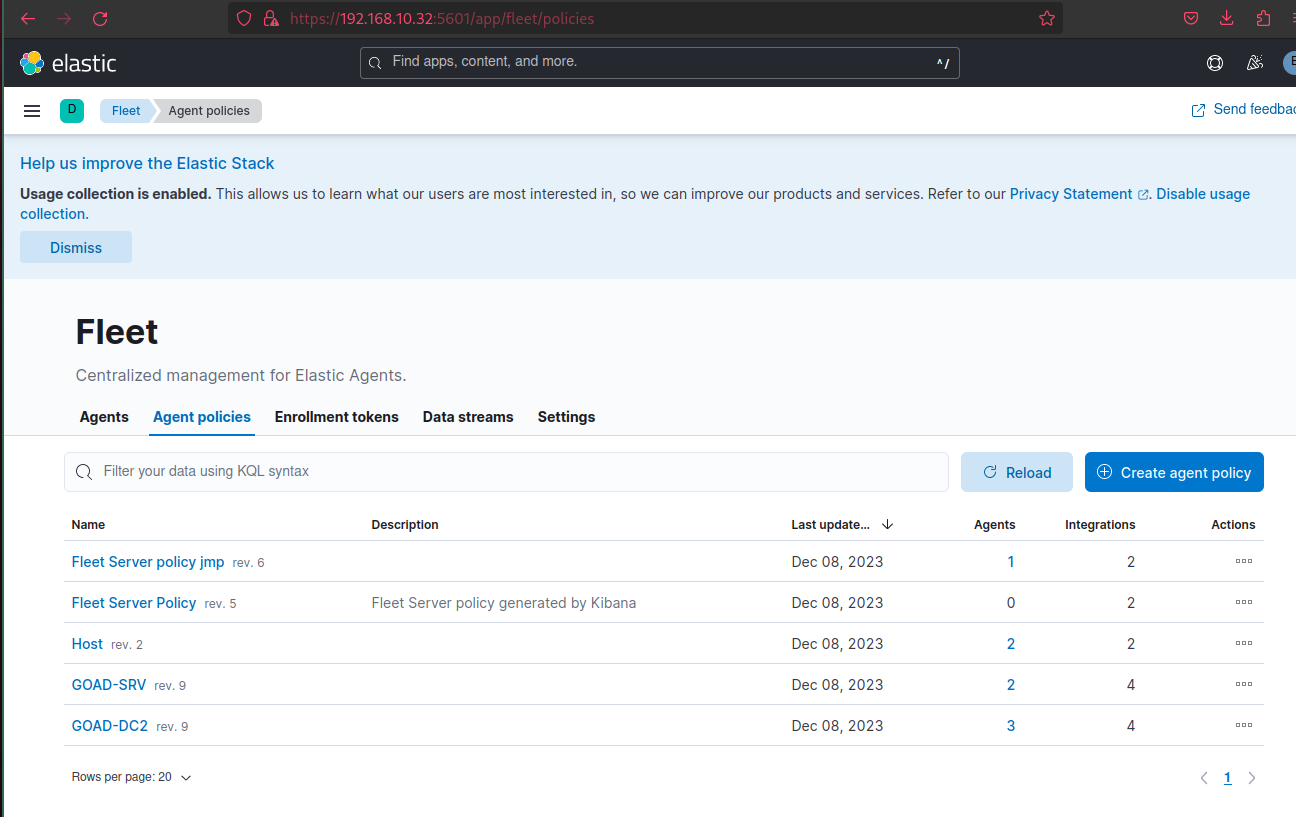 https://192.168.10.32:5601/app/fleet/policies
elastic
Find apps, content, and more.
^/
D
Fleet
Agent policies
Send feedbac
Help us improve the Elastic Stack
Usage collection is enabled. This allows us to learn what our users are most interested in, so we can improve our products and services. Refer to our Privacy Statement. Disable usage
collection.
Dismiss
Fleet
Centralized management for Elastic Agents.
Agents Agent policies Enrollment tokens Data streams Settings
Filter your data using KQL syntax
Reload
Create agent policy
Name Description Last update... Agents Integrations Actions
Fleet Server policy jmp rev. 6 Dec 08, 2023 1 2
Fleet Server Policy rev. 5 Fleet Server policy generated by Kibana Dec 08, 2023 0 2
Host rev. 2 Dec 08, 2023 2 2
GOAD-SRV rev. 9 Dec 08, 2023 2 4
GOAD-DC2 rev. 9 Dec 08, 2023 3 4
Rows per page: 20
1